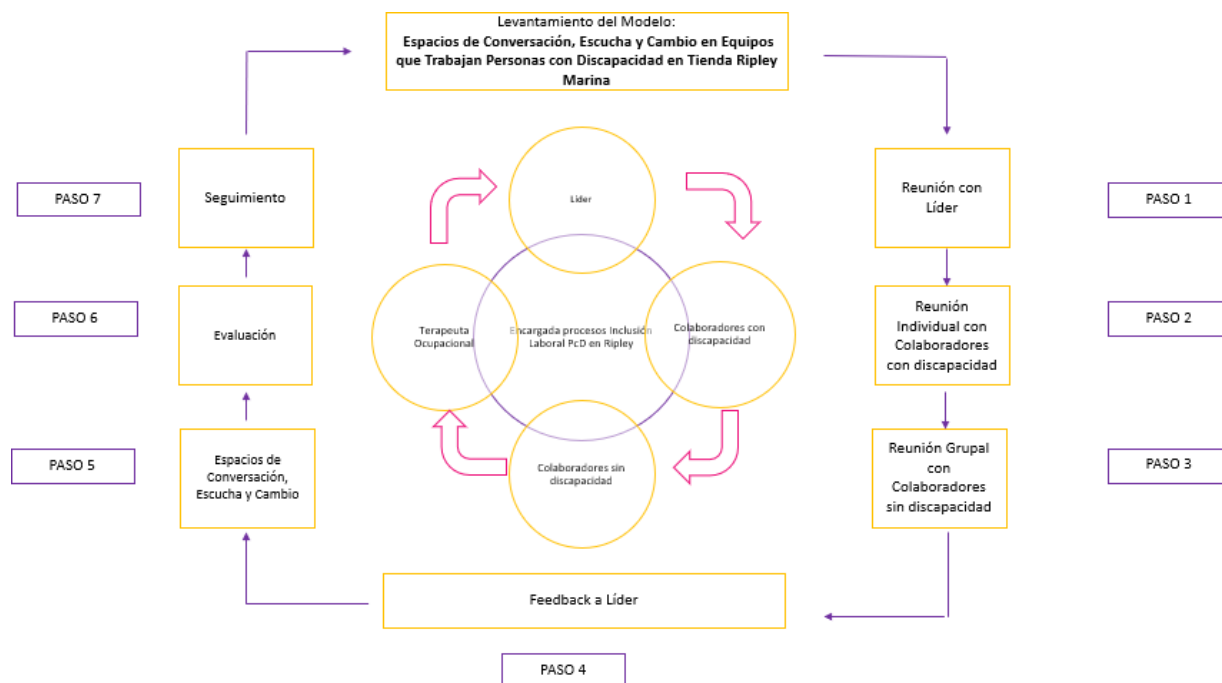 Levantamiento del Modelo:
Espacios de Conversación, Escucha y Cambio en Equipos
que Trabajan Personas con Discapacidad en Tienda Ripley
Marina
PASO 7
Seguimiento
Líder
Reunión con
Líder
PASO 1
PASO 6
Evaluación
Terapeuta
Ocupacional
Encargada procesos Inclusión
Laboral PcD en Ripley
Colaboradores con
discapacidad
Reunión
Individual con
Colaboradores
con discapacidad
PASO 2
PASO 5
Espacios de
Conversación,
Escucha y Cambio
Colaboradores sin
discapacidad
Reunión Grupal
con
Colaboradores
sin discapacidad
PASO 3
Feedback a Líder
PASO 4